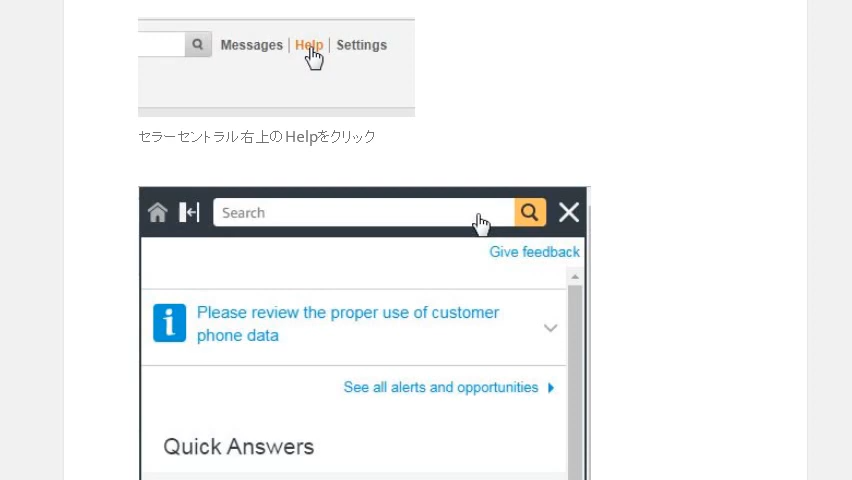 Messages | Help | Settings
セラーセントラル右上のHelpをクリック
Search
Give feedback
Please review the proper use of customer
phone data
See all alerts and opportunities
Quick Answers